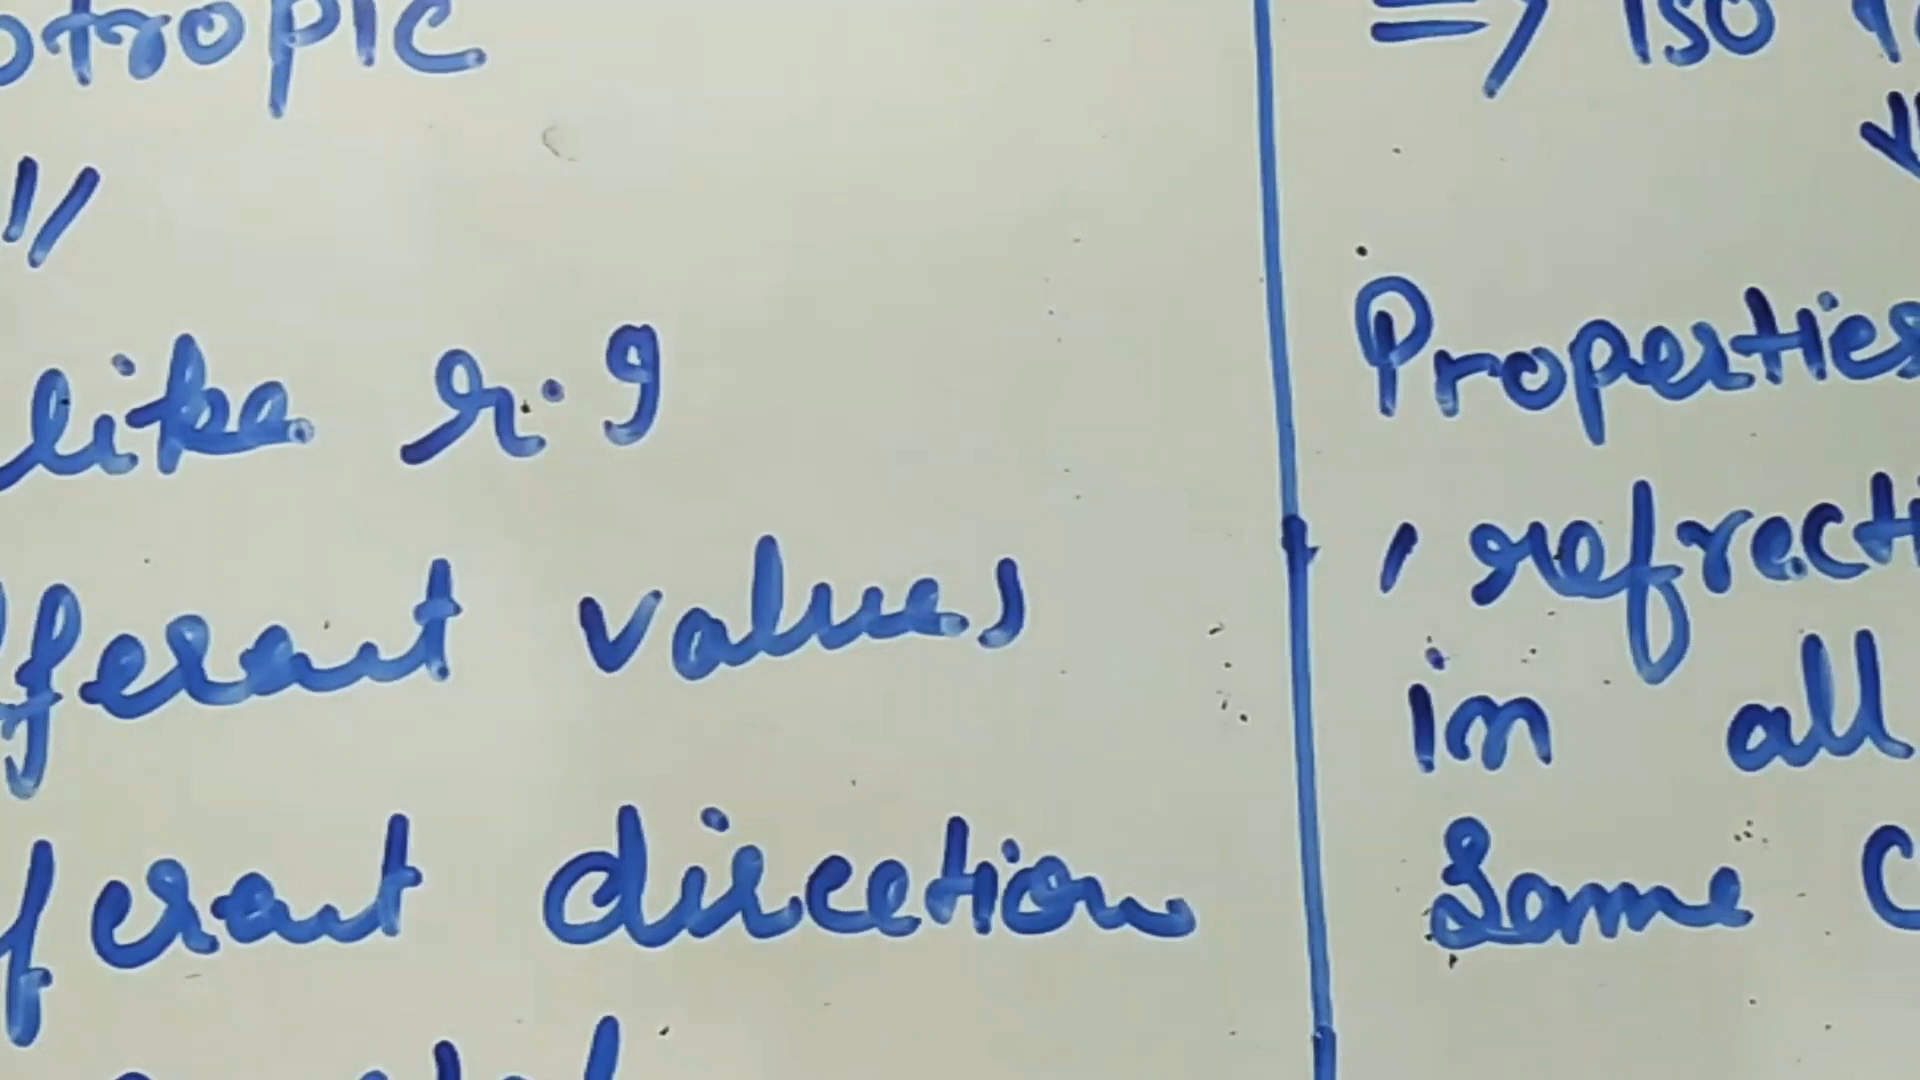 otropic
like r.I
fferent values
fferent direction
=> Iso
Properties
, refracti
in all
Same C